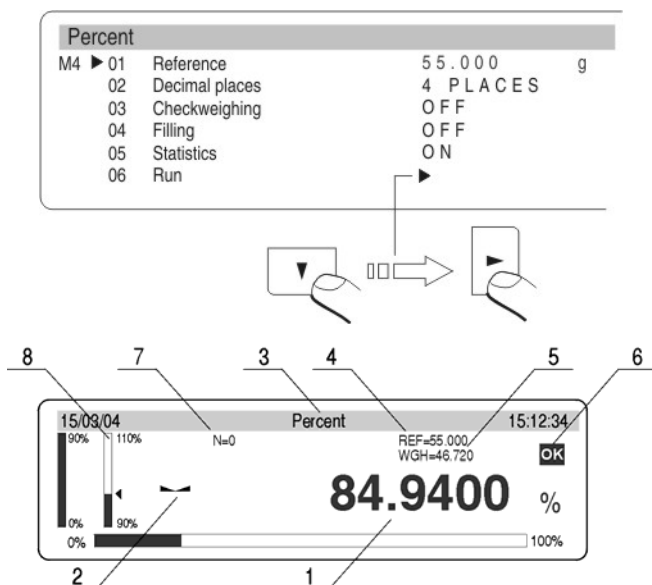 Percent
M4 ▶ 01 Reference 55.000 g
02 Decimal places 4 PLACES
03 Checkweighing OFF
04 Filling OFF
05 Statistics ON
06 Run ▶
8 7 3 4 5 6
15/03/04 Percent 15:12:34
90% 110% N=0 REF=55.000
WGH=46.720 OK
84.9400 %
0% 90%
0% 100%
2 1